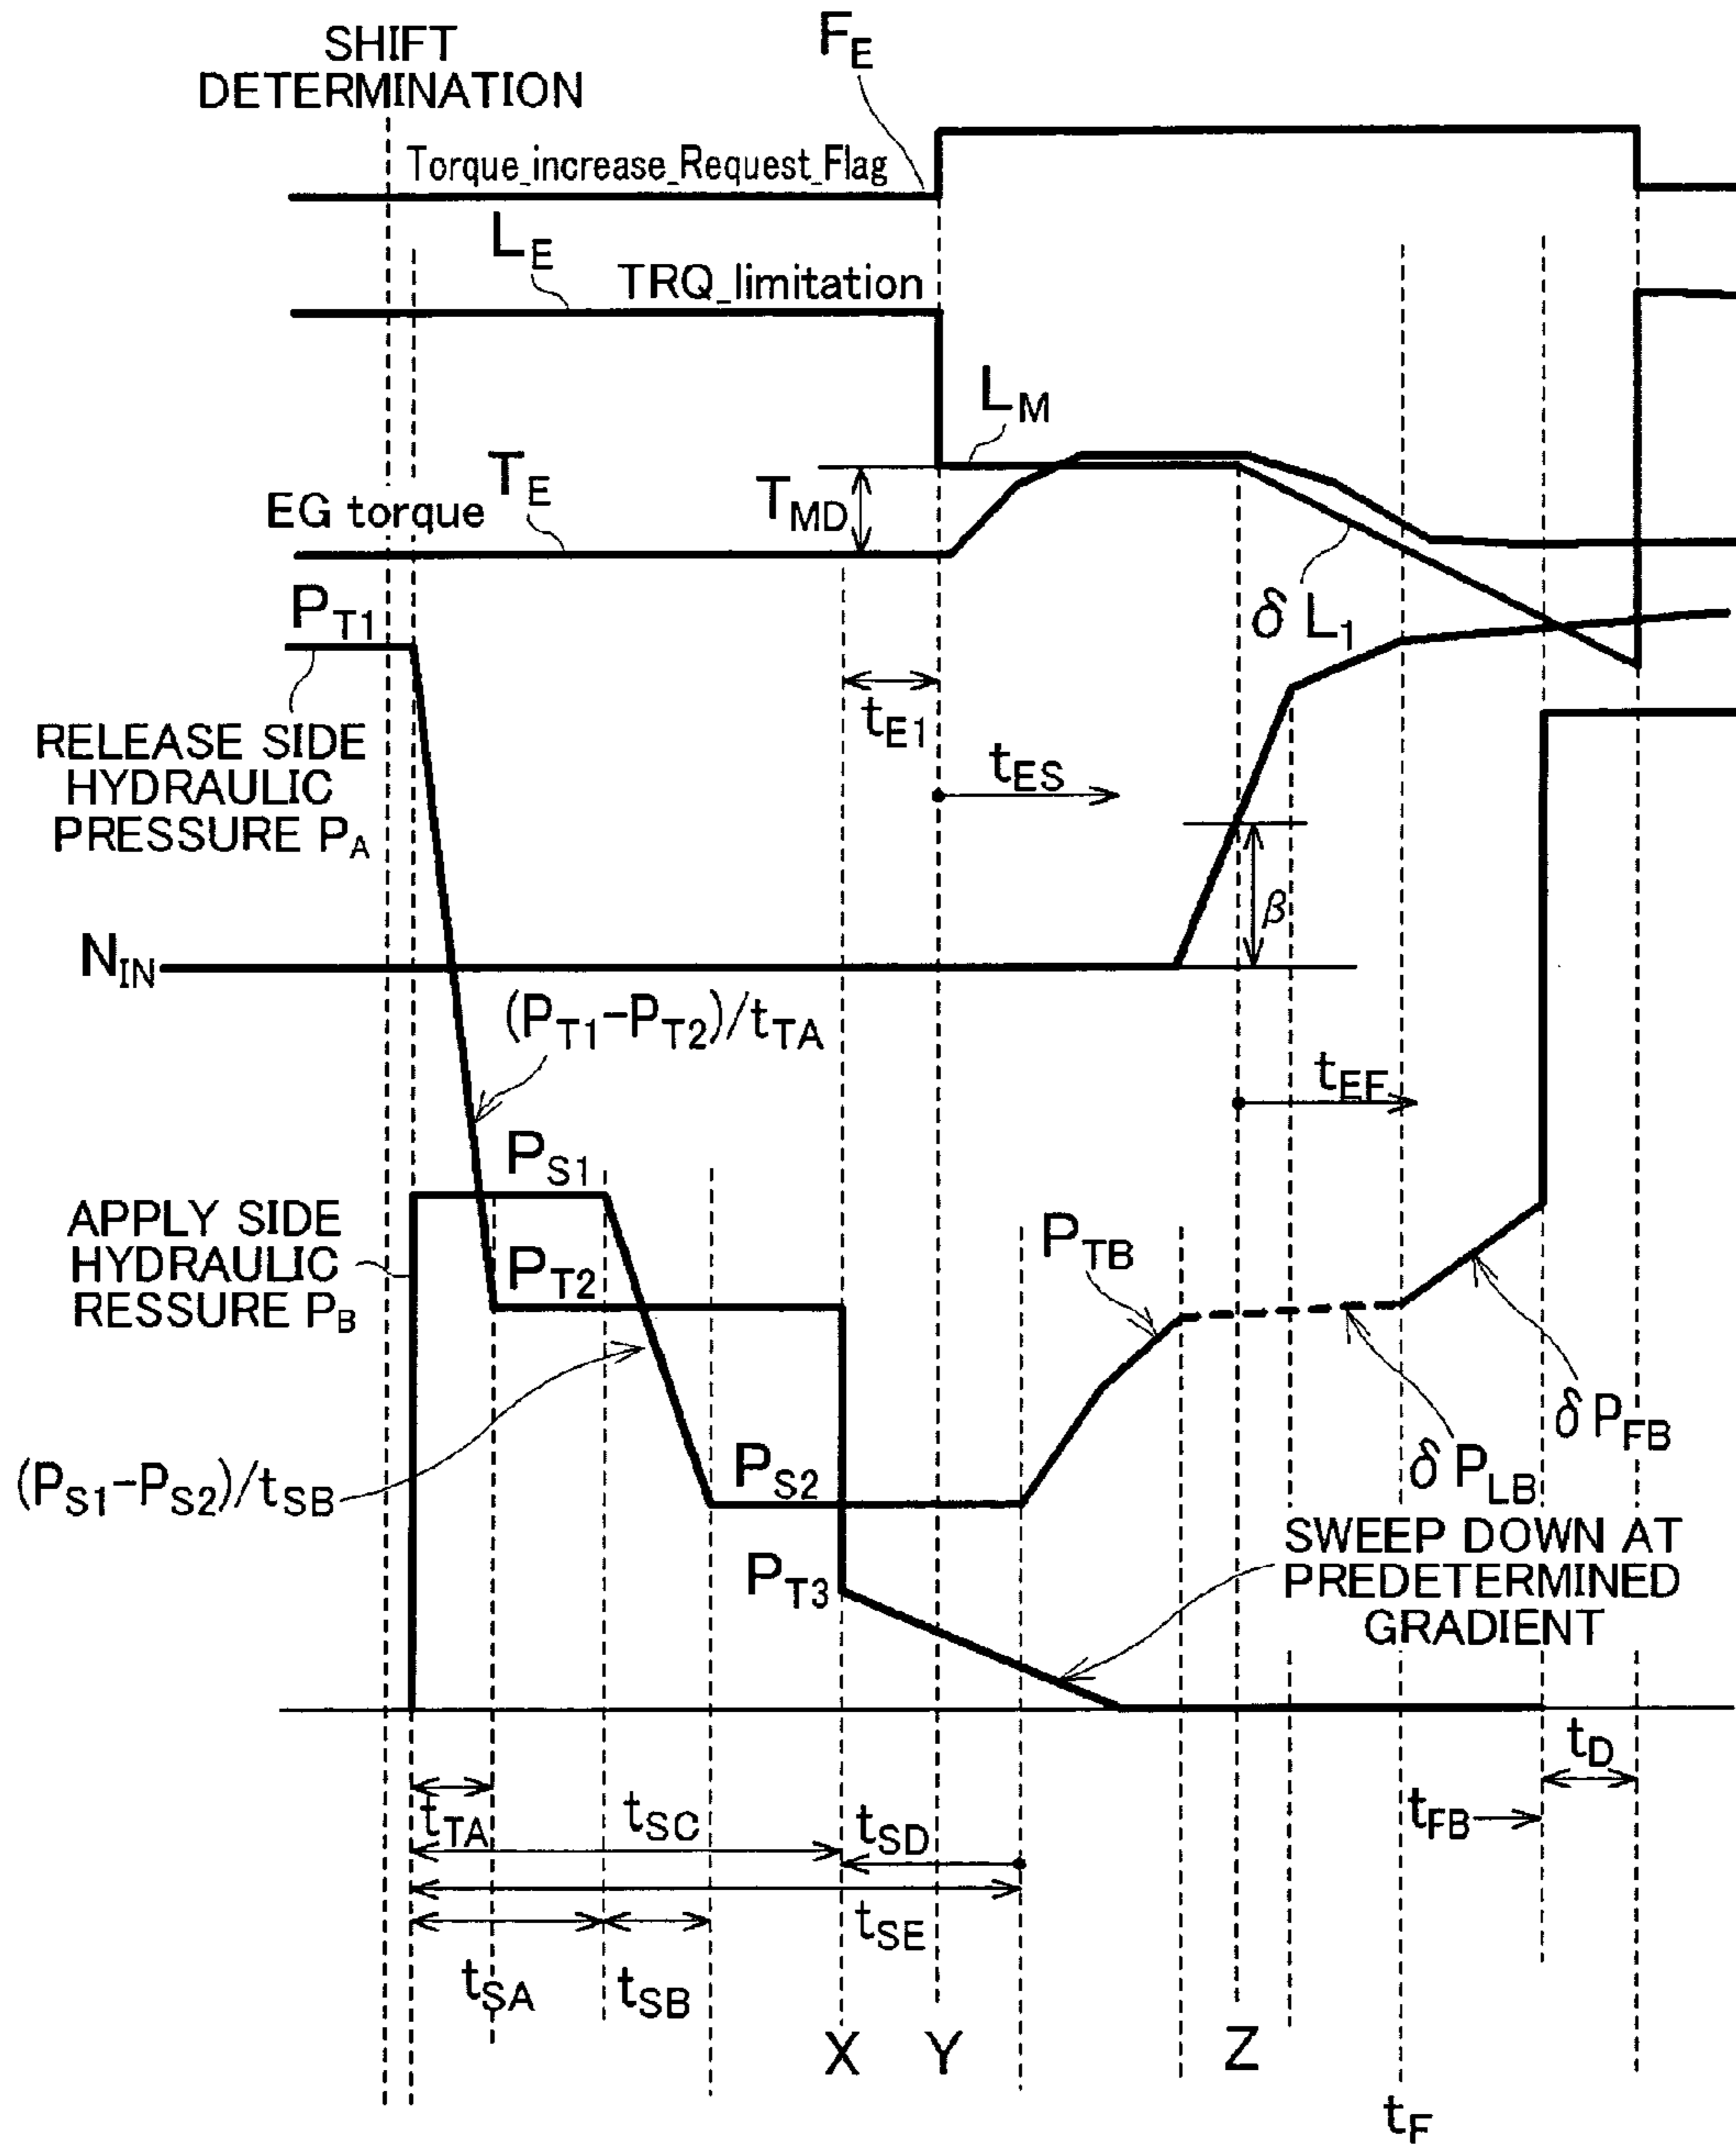 SHIFT
DETERMINATION
F_E
Torque_increase_Request_Flag
L_E
TRQ_limitation
L_M
T_E
EG torque
T_MD
δ L_1
P_T1
t_E1
RELEASE SIDE
HYDRAULIC
PRESSURE P_A
t_ES
β
N_IN
(P_T1-P_T2)/t_TA
t_EF
P_S1
APPLY SIDE
HYDRAULIC
RESSURE P_B
P_T2
P_TB
δ P_FB
δ P_LB
(P_S1-P_S2)/t_SB
P_S2
P_T3
SWEEP DOWN AT
PREDETERMINED
GRADIENT
t_D
t_FB
t_TA
t_SC
t_SD
t_SE
t_SA
t_SB
X
Y
Z
t_F